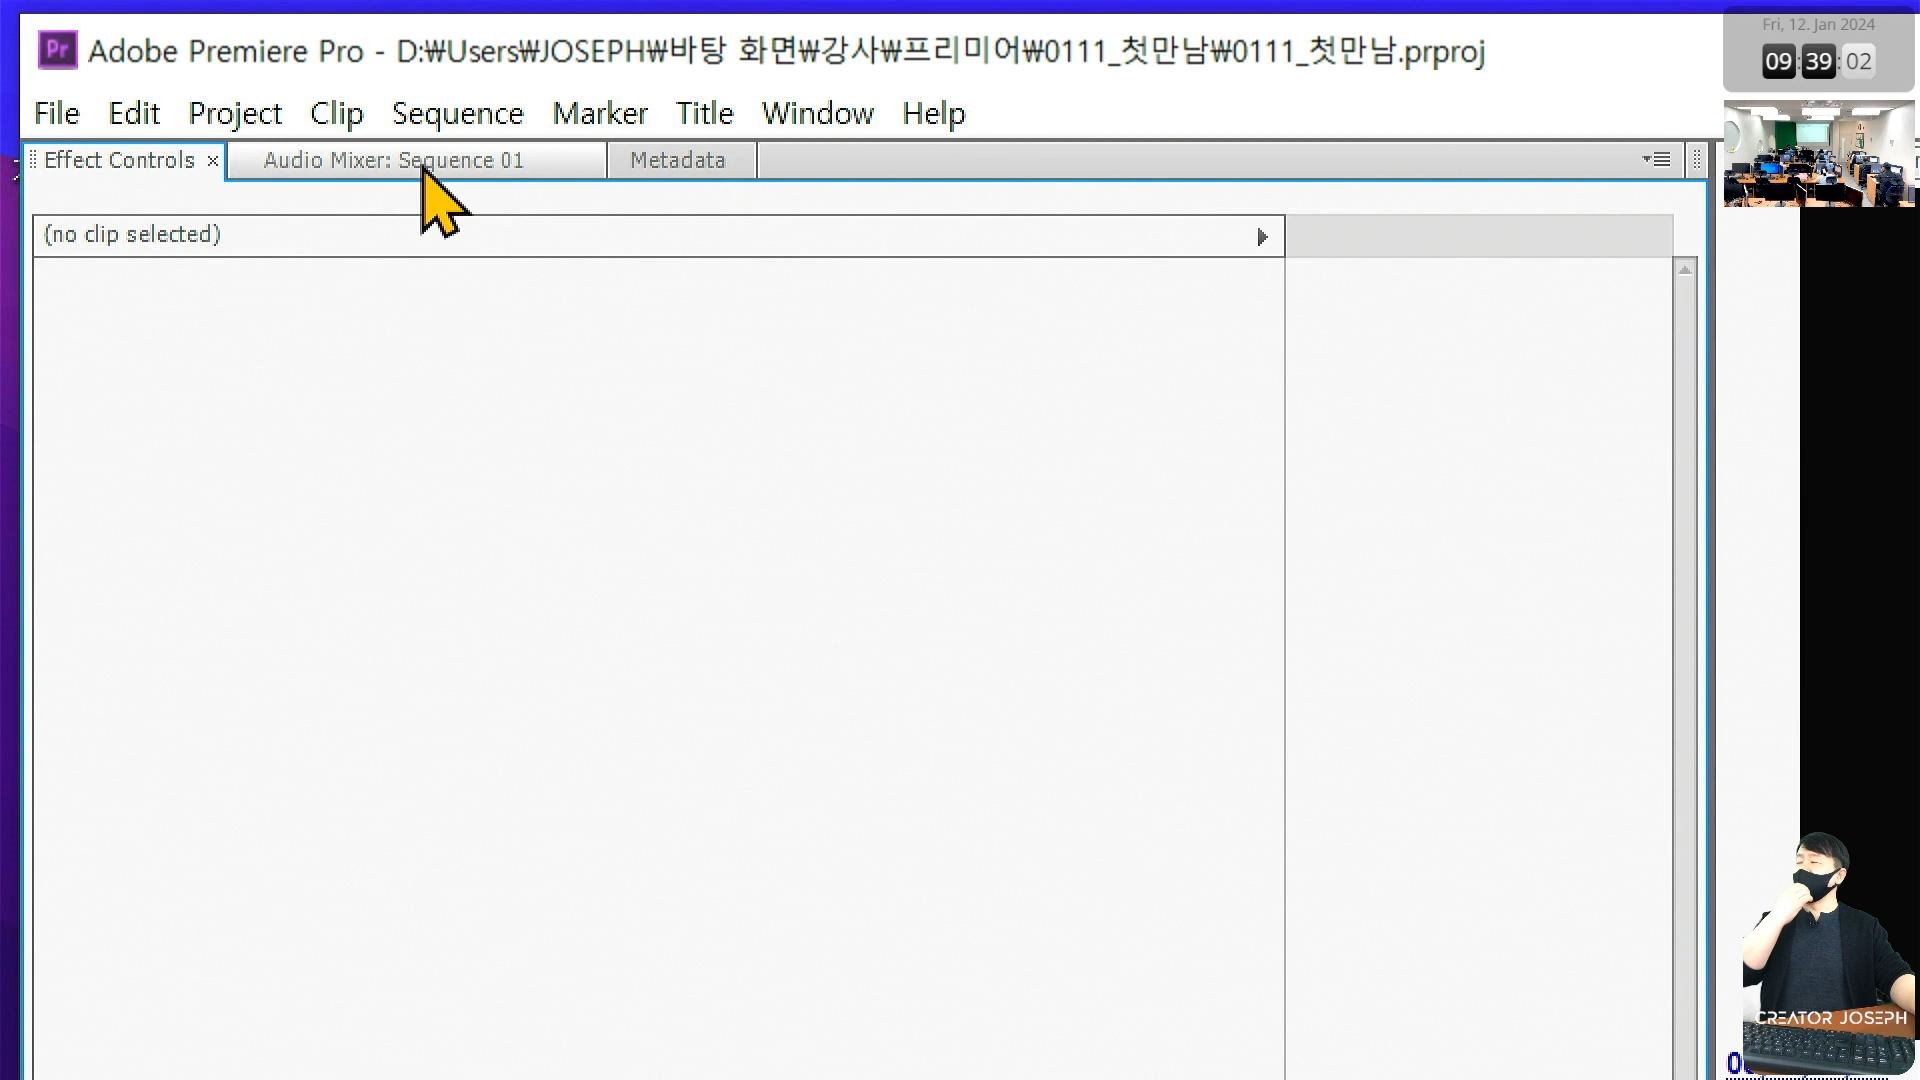 Pr Adobe Premiere Pro - D:₩Users₩JOSEPH₩바탕 화면₩강사₩프리미어₩0111_첫만남₩0111_첫만남.prproj
Fri, 12. Jan 2024
09:39:02
File Edit Project Clip Sequence Marker Title Window Help
Effect Controls × Audio Mixer: Sequence 01 Metadata
(no clip selected)
CREATOR JOSEPH